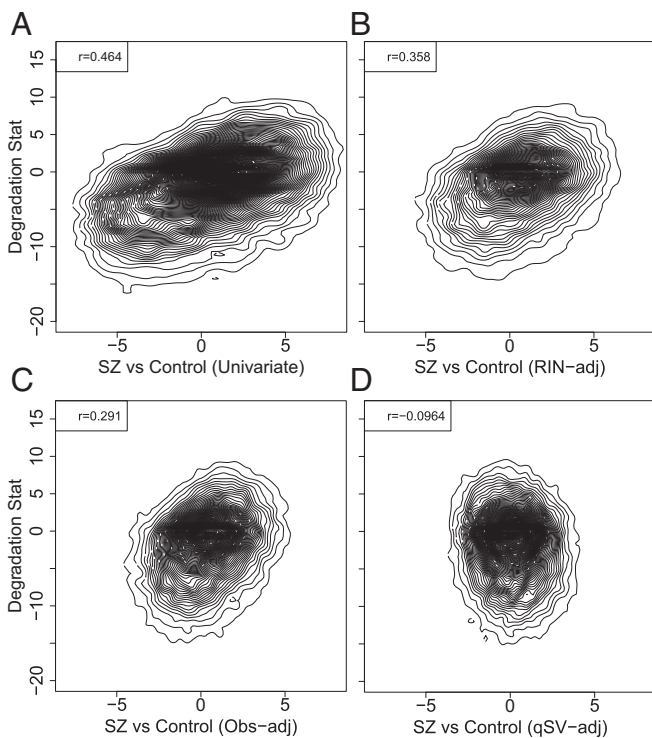 A
r=0.464
Degradation Stat
15
10
5
0
−10
−20
−5
0
5
SZ vs Control (Univariate)
B
r=0.358
−5
0
5
SZ vs Control (RIN−adj)
C
r=0.291
Degradation Stat
15
10
5
0
−10
−20
−5
0
5
SZ vs Control (Obs−adj)
D
r=−0.0964
−5
0
5
SZ vs Control (qSV−adj)